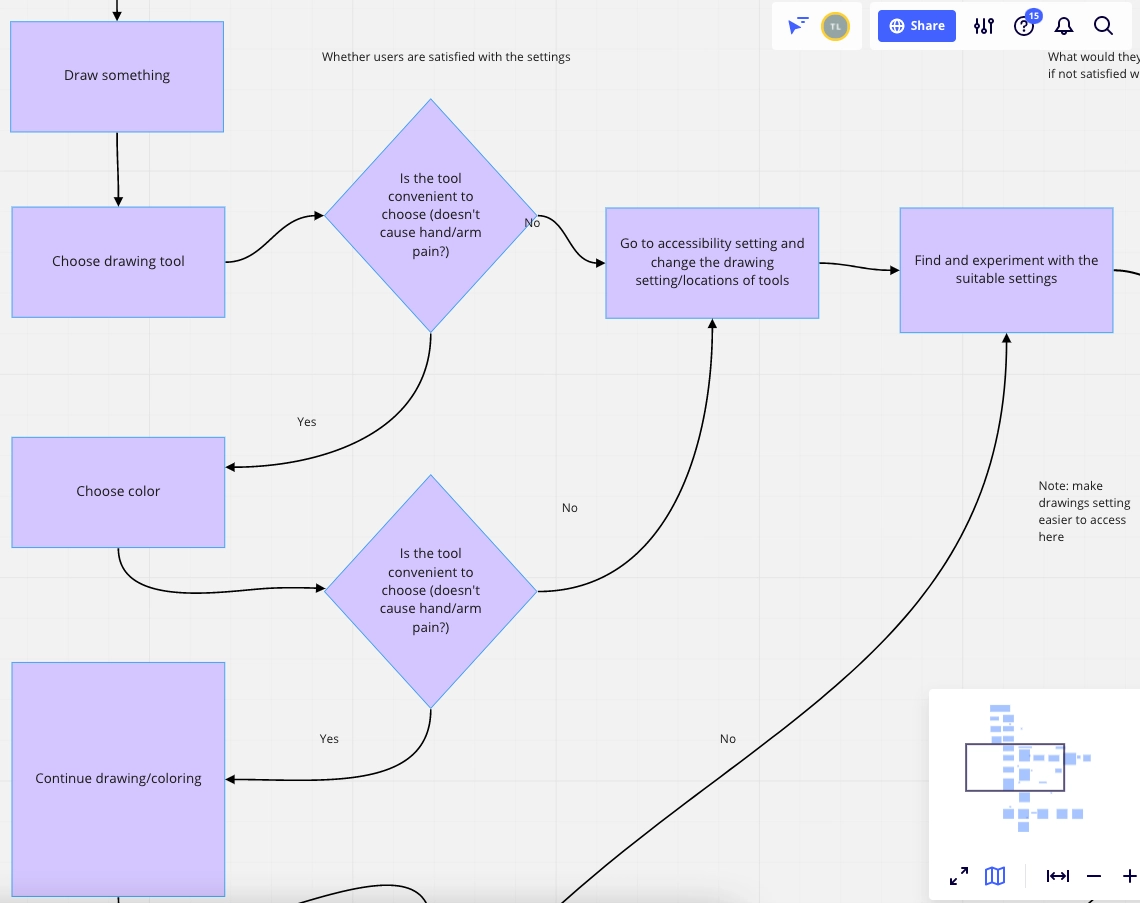 15
TL
Share
Draw something
Whether users are satisfied with the settings
What would they
if not satisfied w
Is the tool
convenient to
choose (doesn't
cause hand/arm
pain?)
No
Choose drawing tool
Go to accessibility setting and
change the drawing
setting/locations of tools
Find and experiment with the
suitable settings
Yes
Choose color
No
Note: make
drawings setting
easier to access
here
Is the tool
convenient to
choose (doesn't
cause hand/arm
pain?)
Yes
No
Continue drawing/coloring